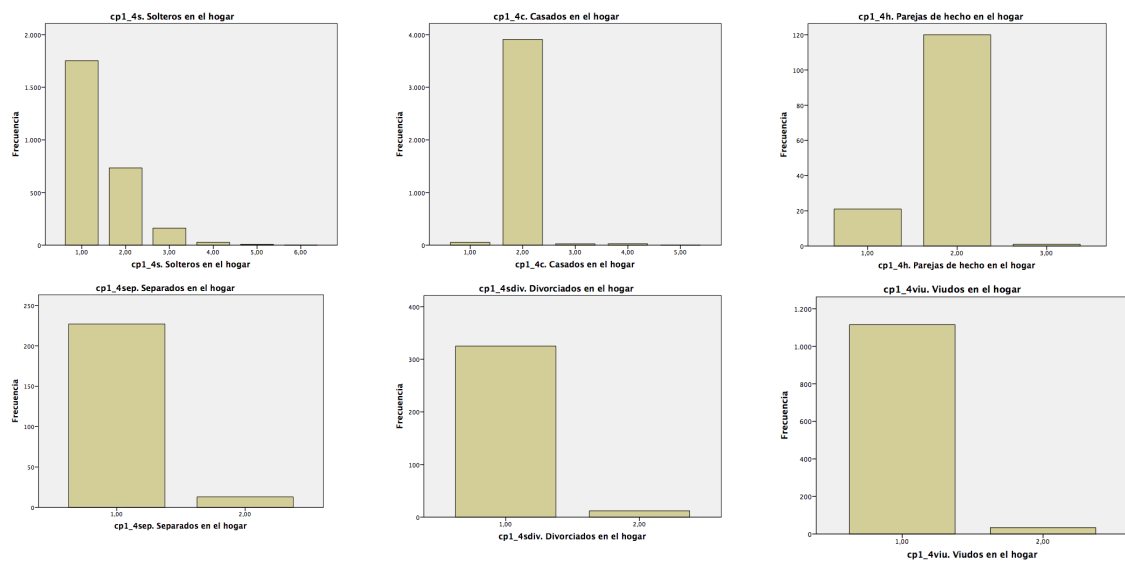 cp1_4s. Solteros en el hogar
2.000
1.500
1.000
500
0
Frecuencia
1,00 2,00 3,00 4,00 5,00 6,00
cp1_4s. Solteros en el hogar
cp1_4c. Casados en el hogar
4.000
3.000
2.000
1.000
0
Frecuencia
1,00 2,00 3,00 4,00 5,00
cp1_4c. Casados en el hogar
cp1_4h. Parejas de hecho en el hogar
120
100
80
60
40
20
0
Frecuencia
1,00 2,00 3,00
cp1_4h. Parejas de hecho en el hogar
cp1_4sep. Separados en el hogar
250
200
150
100
50
0
Frecuencia
1,00 2,00
cp1_4sep. Separados en el hogar
cp1_4sdiv. Divorciados en el hogar
400
300
200
100
0
Frecuencia
1,00 2,00
cp1_4sdiv. Divorciados en el hogar
cp1_4viu. Viudos en el hogar
1.200
1.000
800
600
400
200
0
Frecuencia
1,00 2,00
cp1_4viu. Viudos en el hogar